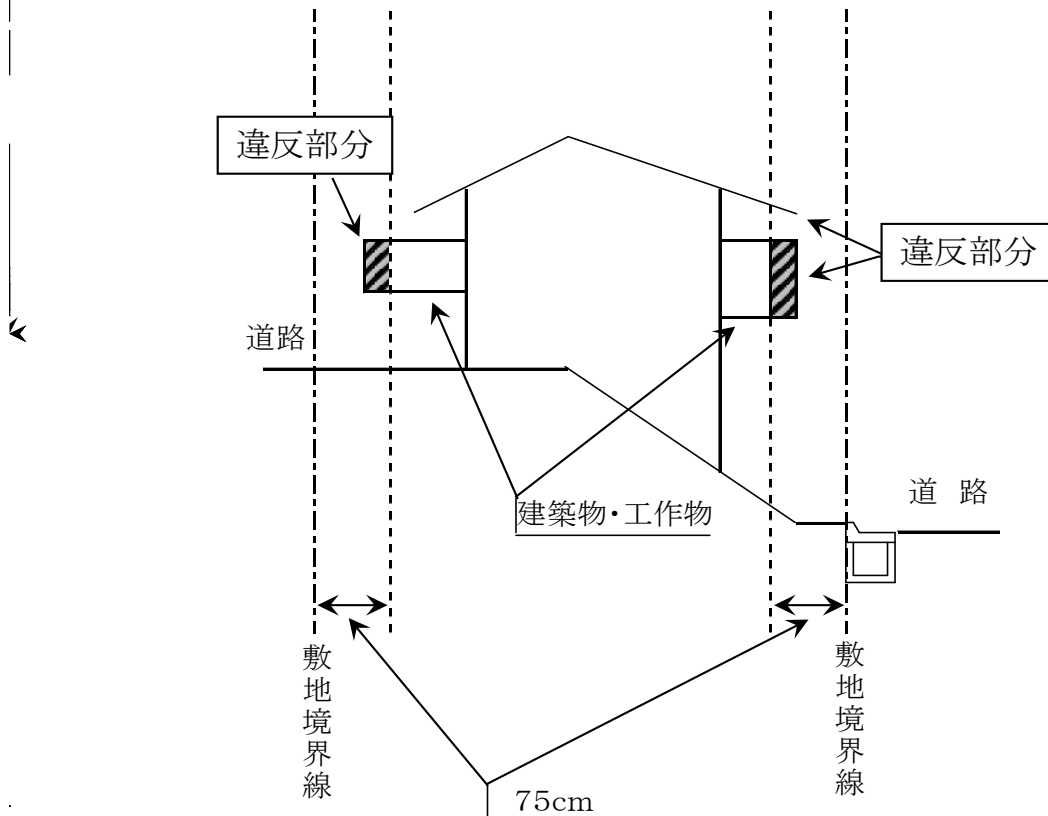 違反部分
違反部分
道路
道 路
建築物・工作物
敷地境界線
敷地境界線
75cm